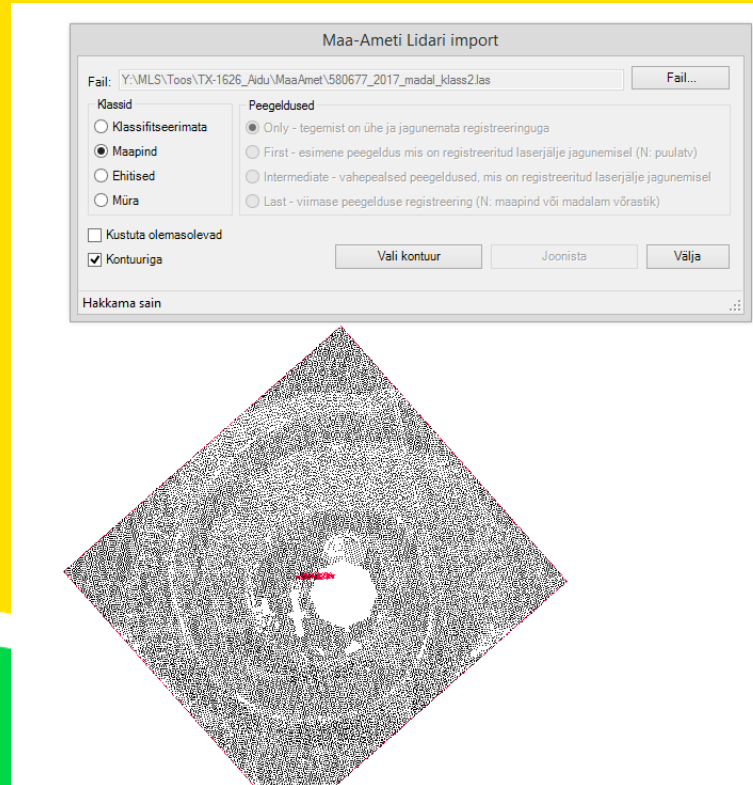 Maa-Ameti Lidari import
Fail: Y:\MLS\Toos\TX-1626_Aidu\MaaAmet\580677_2017_madal_klass2.las Fail...
Klassid
Klassifitseerimata
Maapind
Ehitised
Müra
Peegeldused
Only - tegemist on ühe ja jagunemata registreeringuga
First - esimene peegeldus mis on registreeritud laserjälje jagunemisel (N: puulatv)
Intermediate - vahepealsed peegeldused, mis on registreeritud laserjälje jagunemisel
Last - viimase peegelduse registreering (N: maapind või madalam võrastik)
Kustuta olemasolevad
Kontuuriga
Vali kontuur Joonista Välja
Hakkama sain